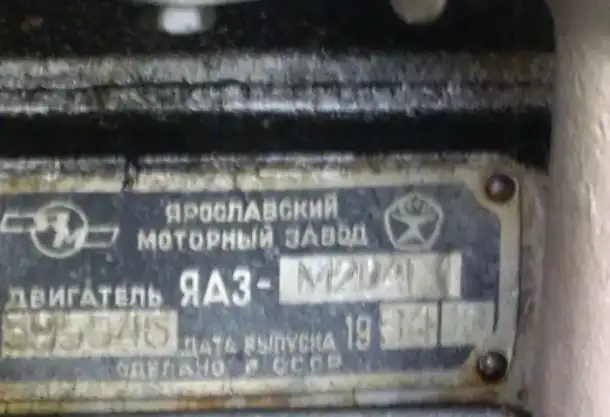 ЯРОСЛАВСКИЙ
МОТОРНЫЙ ЗАВОД
ДВИГАТЕЛЬ ЯАЗ-
ДАТА ВЫПУСКА 19
СДЕЛАНО В СССР